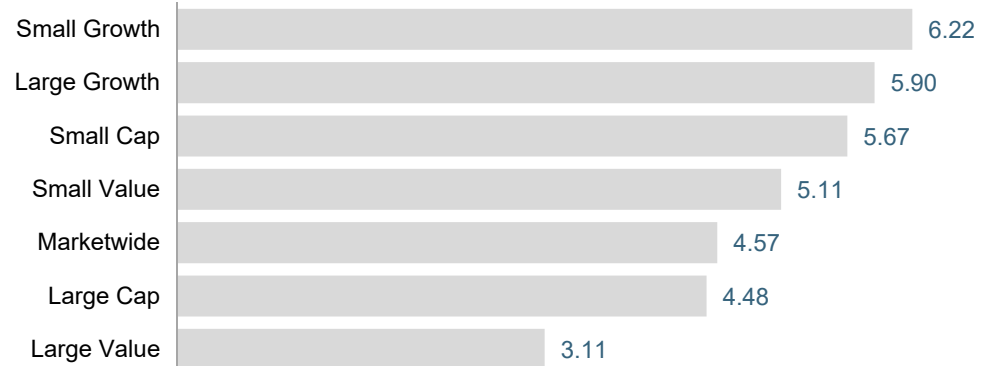 Small Growth 6.22
Large Growth 5.90
Small Cap 5.67
Small Value 5.11
Marketwide 4.57
Large Cap 4.48
Large Value 3.11